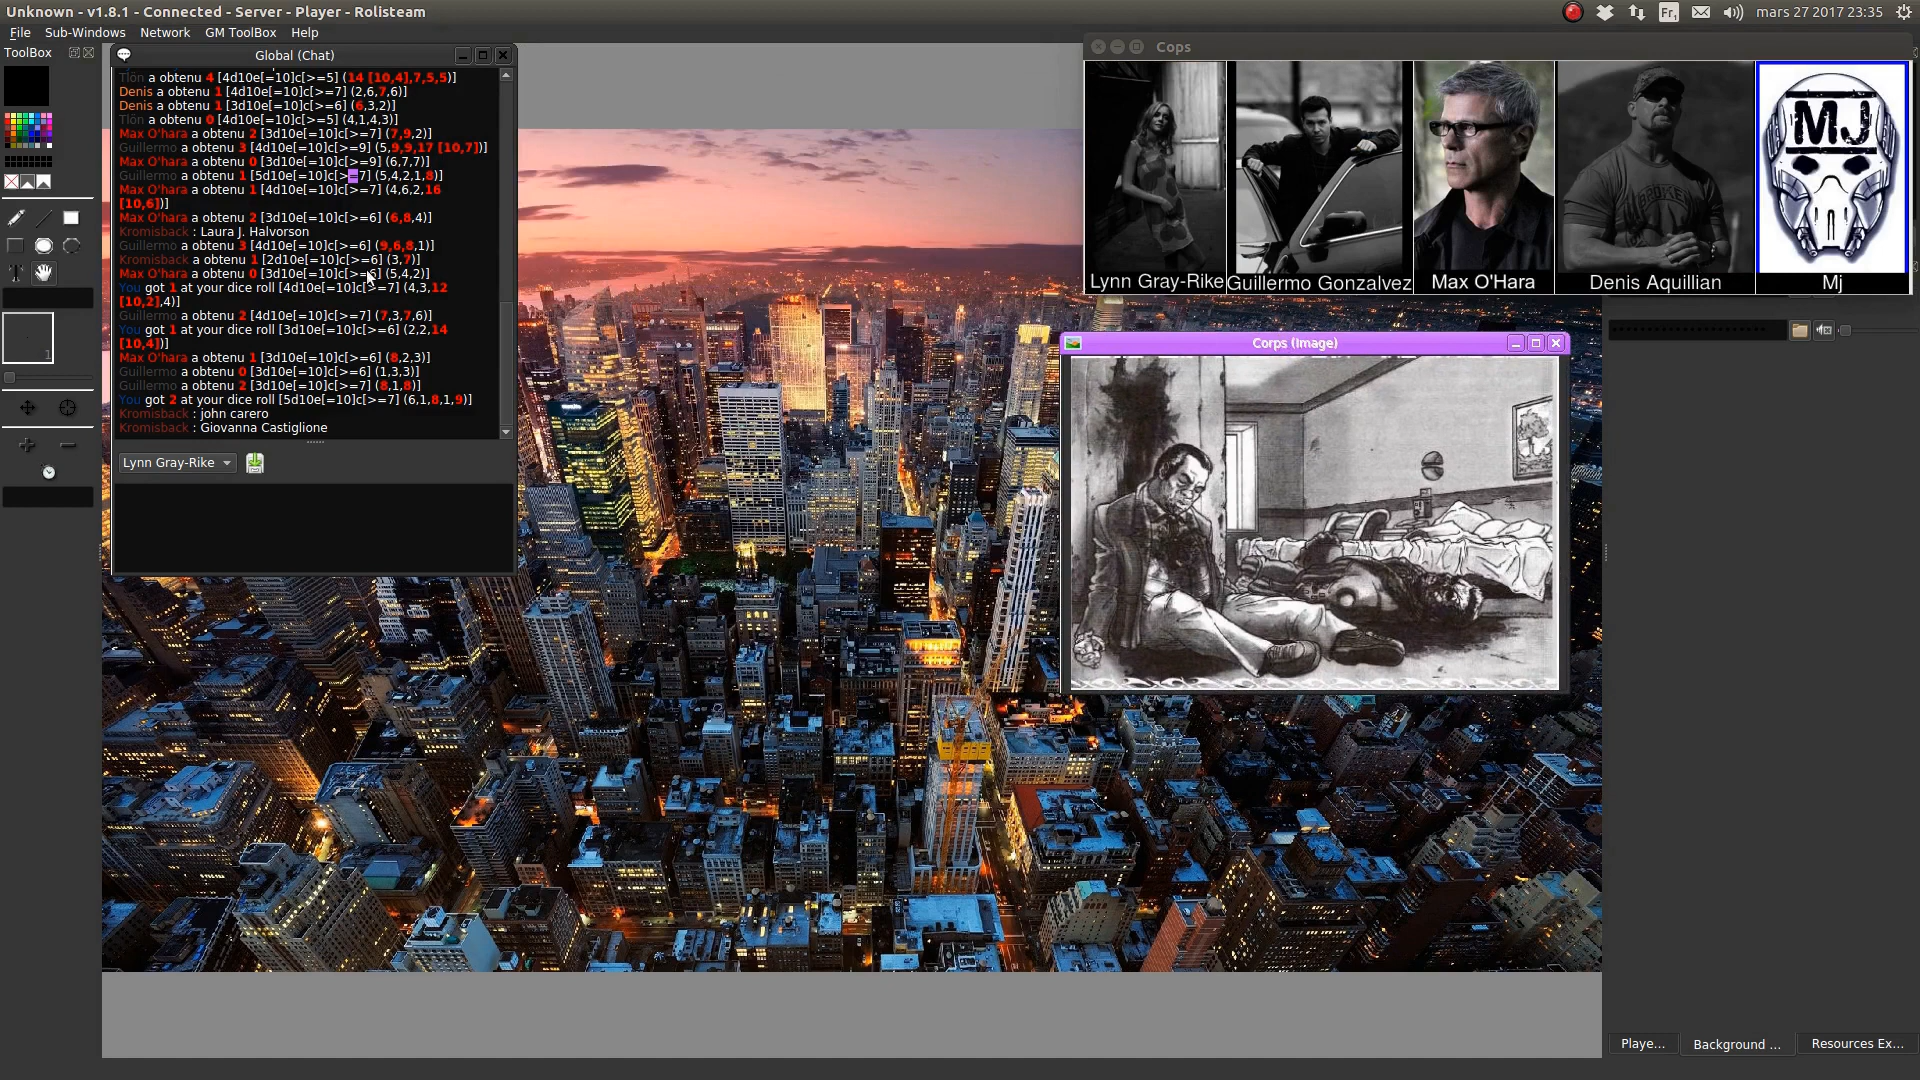 Unknown - v1.8.1 - Connected - Server - Player - Rolisteam
Fr1
mars 27 2017 23:35
File Sub-Windows Network GM ToolBox Help
ToolBox
Global (Chat)
Tlön a obtenu 4 [4d10e[=10]c[>=5] (14 [10,4],7,5,5)]
Denis a obtenu 1 [4d10e[=10]c[>=7] (2,6,7,6)]
Denis a obtenu 1 [3d10e[=10]c[>=6] (6,3,2)]
Tlön a obtenu 0 [4d10e[=10]c[>=5] (4,1,4,3)]
Max O'hara a obtenu 2 [3d10e[=10]c[>=7] (7,9,2)]
Guillermo a obtenu 3 [4d10e[=10]c[>=9] (5,9,9,17 [10,7])]
Max O'hara a obtenu 0 [3d10e[=10]c[>=9] (6,7,7)]
Guillermo a obtenu 1 [5d10e[=10]c[>=7] (5,4,2,1,8)]
Max O'hara a obtenu 1 [4d10e[=10]c[>=7] (4,6,2,16
[10,6])]
Max O'hara a obtenu 2 [3d10e[=10]c[>=6] (6,8,4)]
Kromisback : Laura J. Halvorson
Guillermo a obtenu 3 [4d10e[=10]c[>=6] (9,6,8,1)]
Kromisback a obtenu 1 [2d10e[=10]c[>=6] (3,7)]
Max O'hara a obtenu 0 [3d10e[=10]c[>=6] (5,4,2)]
You got 1 at your dice roll [4d10e[=10]c[>=7] (4,3,12
[10,2],4)]
Guillermo a obtenu 2 [4d10e[=10]c[>=7] (7,3,7,6)]
You got 1 at your dice roll [3d10e[=10]c[>=6] (2,2,14
[10,4])]
Max O'hara a obtenu 1 [3d10e[=10]c[>=6] (8,2,3)]
Guillermo a obtenu 0 [3d10e[=10]c[>=6] (1,3,3)]
Guillermo a obtenu 2 [3d10e[=10]c[>=7] (8,1,8)]
You got 2 at your dice roll [5d10e[=10]c[>=7] (6,1,8,1,9)]
Kromisback : john carero
Kromisback : Giovanna Castiglione
Lynn Gray-Rike
1
Cops
MJ
Lynn Gray-Rike
Guillermo Gonzalvez
Max O'Hara
Denis Aquillian
Mj
Corps (Image)
Playe...
Background ...
Resources Ex...